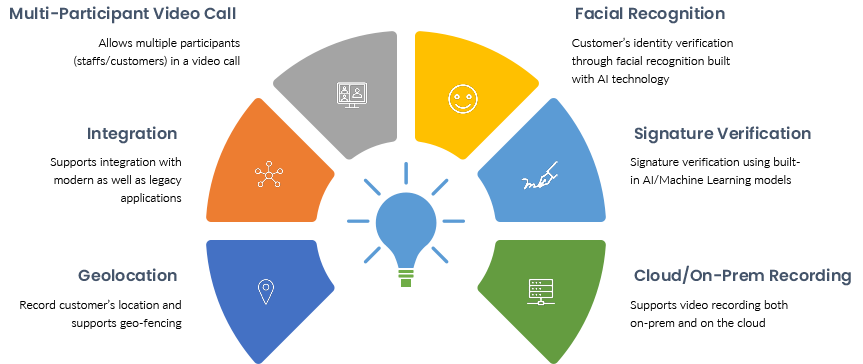 Multi-Participant Video Call
Allows multiple participants
(staffs/customers) in a video call
Facial Recognition
Customer's identity verification
through facial recognition built
with AI technology
Integration
Supports integration with
modern as well as legacy
applications
Signature Verification
Signature verification using built-
in AI/Machine Learning models
Geolocation
Record customer's location and
supports geo-fencing
Cloud/On-Prem Recording
Supports video recording both
on-prem and on the cloud